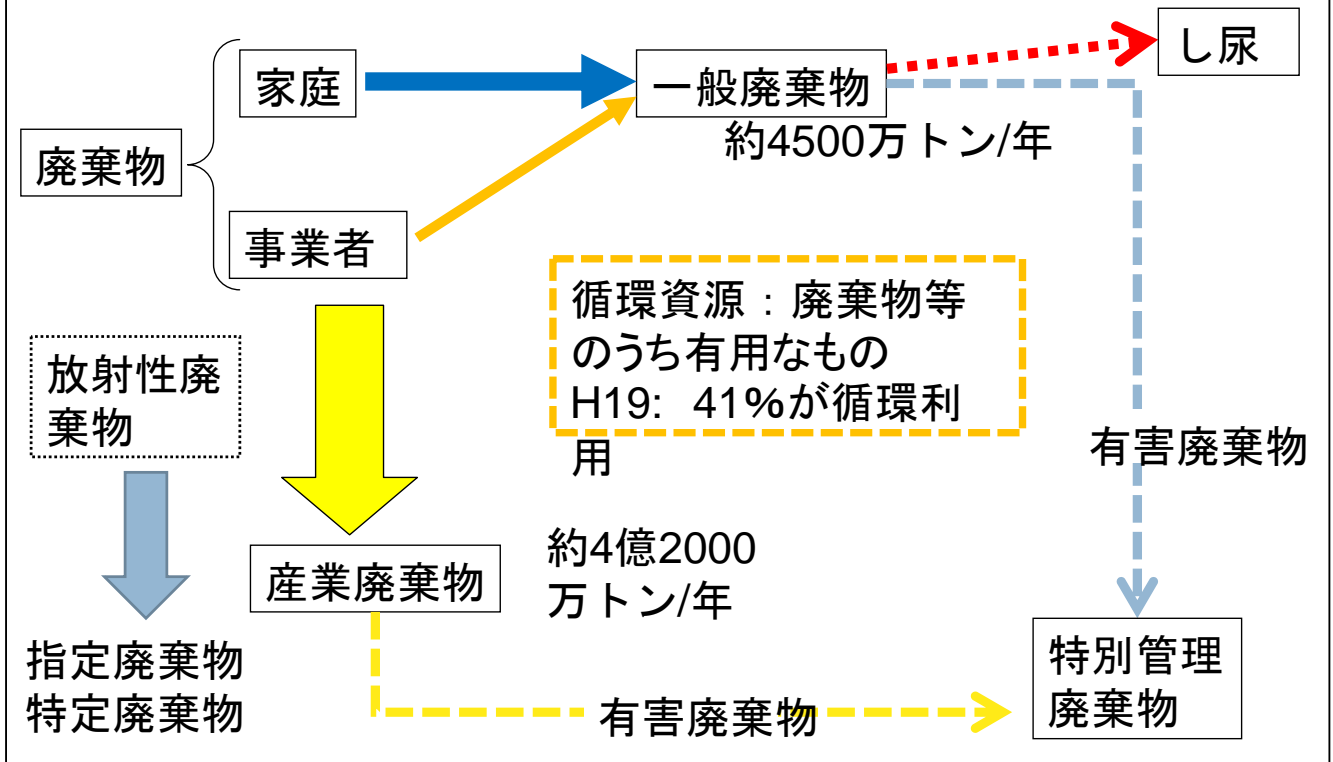 し尿
家庭
一般廃棄物
約4500万トン/年
廃棄物
事業者
循環資源：廃棄物等
のうち有用なもの
H19: 41%が循環利
用
放射性廃
棄物
有害廃棄物
約4億2000
万トン/年
産業廃棄物
指定廃棄物
特定廃棄物
特別管理
廃棄物
有害廃棄物